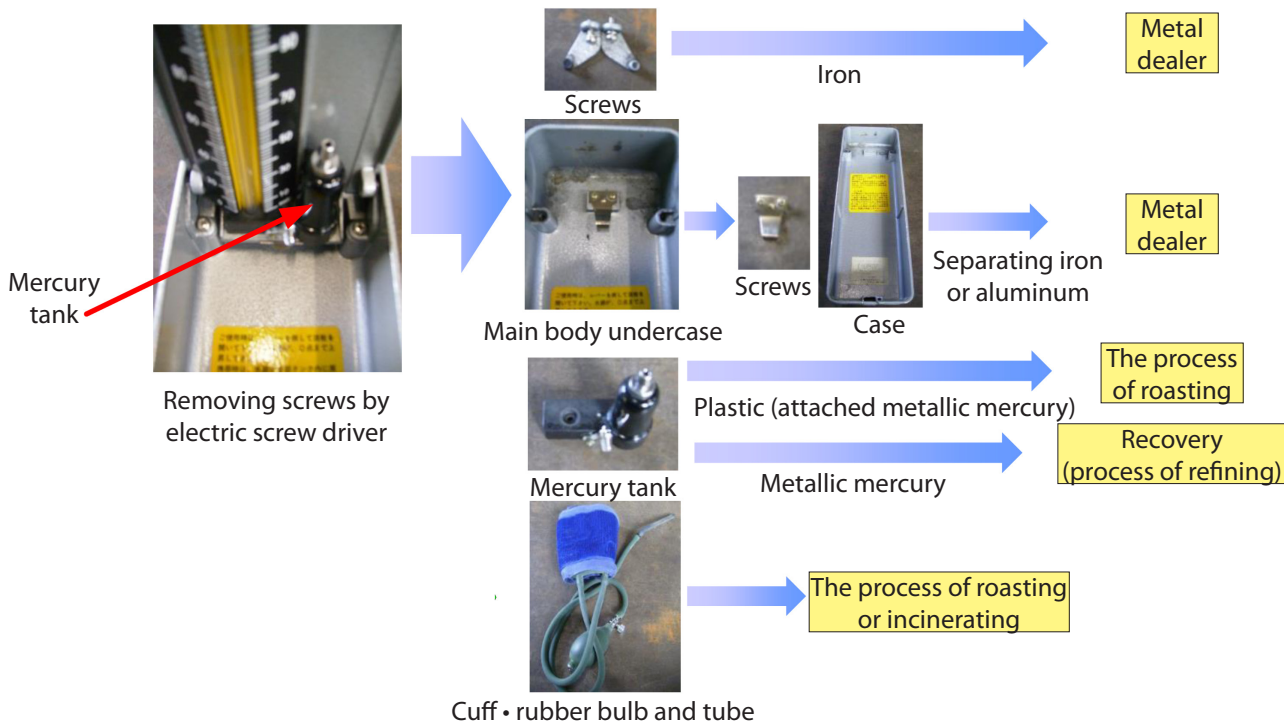 Mercury
tank
Removing screws by
electric screw driver
Screws
Iron
Metal
dealer
Main body undercase
Screws
Case
Separating iron
or aluminum
Metal
dealer
Mercury tank
Plastic (attached metallic mercury)
The process
of roasting
Metallic mercury
Recovery
(process of refining)
Cuff • rubber bulb and tube
The process of roasting
or incinerating